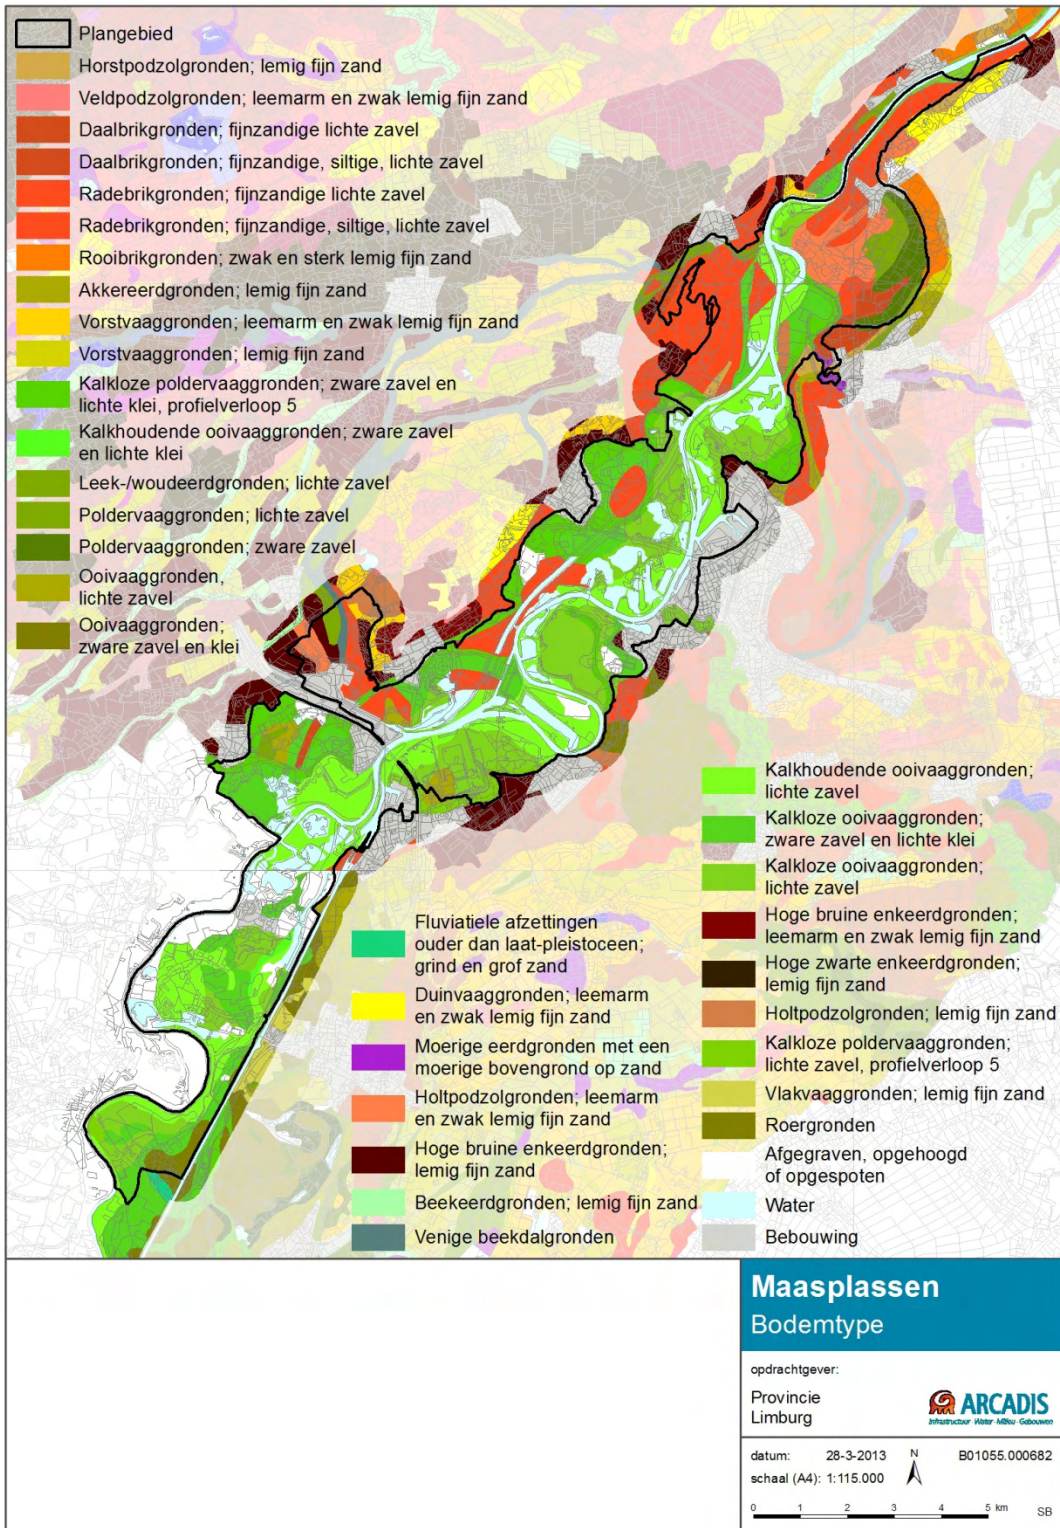 Plangebied
Horstpodzolgronden; lemig fijn zand
Veldpodzolgronden; leemarm en zwak lemig fijn zand
Daalbrikgronden; fijnzandige lichte zavel
Daalbrikgronden; fijnzandige, siltige, lichte zavel
Radebrikgronden; fijnzandige lichte zavel
Radebrikgronden; fijnzandige, siltige, lichte zavel
Rooibrikgronden; zwak en sterk lemig fijn zand
Akkereerdgronden; lemig fijn zand
Vorstvaaggronden; leemarm en zwak lemig fijn zand
Vorstvaaggronden; lemig fijn zand
Kalkloze poldervaaggronden; zware zavel en
lichte klei, profielverloop 5
Kalkhoudende ooivaaggronden; zware zavel
en lichte klei
Leek-/woudeerdgronden; lichte zavel
Poldervaaggronden; lichte zavel
Poldervaaggronden; zware zavel
Ooivaaggronden,
lichte zavel
Ooivaaggronden;
zware zavel en klei
Fluviatiele afzettingen
ouder dan laat-pleistoceen;
grind en grof zand
Duinvaaggronden; leemarm
en zwak lemig fijn zand
Moerige eerdgronden met een
moerige bovengrond op zand
Holtpodzolgronden; leemarm
en zwak lemig fijn zand
Hoge bruine enkeerdgronden;
lemig fijn zand
Beekeerdgronden; lemig fijn zand
Venige beekdalgronden
Kalkhoudende ooivaaggronden;
lichte zavel
Kalkloze ooivaaggronden;
zware zavel en lichte klei
Kalkloze ooivaaggronden;
lichte zavel
Hoge bruine enkeerdgronden;
leemarm en zwak lemig fijn zand
Hoge zwarte enkeerdgronden;
lemig fijn zand
Holtpodzolgronden; lemig fijn zand
Kalkloze poldervaaggronden;
lichte zavel, profielverloop 5
Vlakvaaggronden; lemig fijn zand
Roergronden
Afgegraven, opgehoogd
of opgespoten
Water
Bebouwing
Maasplassen
Bodemtype
opdrachtgever:
Provincie
Limburg
ARCADIS
Infrastructuur · Water · Milieu · Gebouwen
datum: 28-3-2013 N B01055.000682
schaal (A4): 1:115.000
0 1 2 3 4 5 km
SB